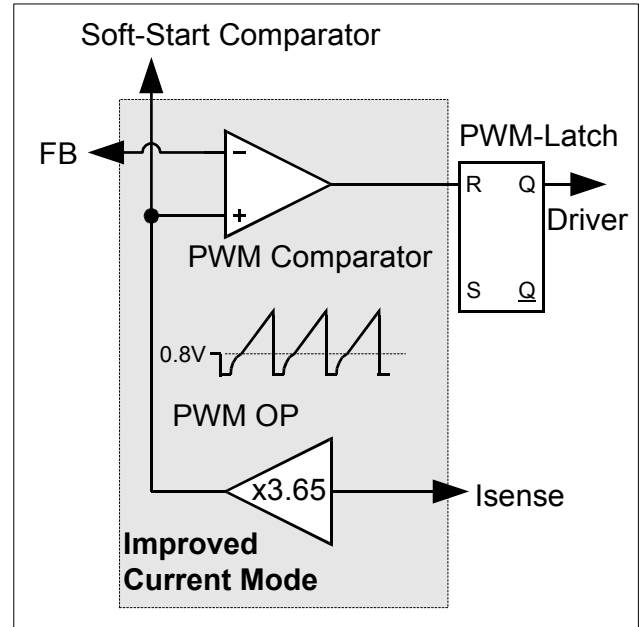 Soft-Start Comparator
FB
PWM-Latch
−
+
R Q
Driver
PWM Comparator
S Q
0.8V
PWM OP
x3.65
Isense
Improved
Current Mode